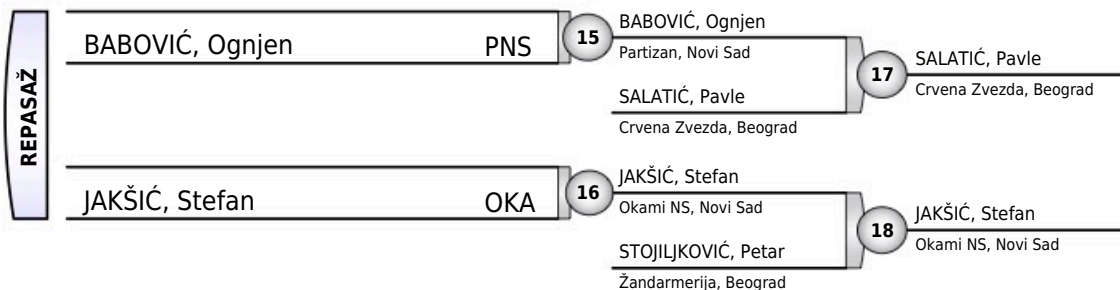 REPASAŽ
BABOVIĆ, Ognjen PNS
15
BABOVIĆ, Ognjen
Partizan, Novi Sad
SALATIĆ, Pavle
Crvena Zvezda, Beograd
17
SALATIĆ, Pavle
Crvena Zvezda, Beograd
JAKŠIĆ, Stefan OKA
16
JAKŠIĆ, Stefan
Okami NS, Novi Sad
STOJILJKOVIĆ, Petar
Žandarmerija, Beograd
18
JAKŠIĆ, Stefan
Okami NS, Novi Sad